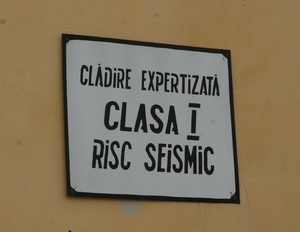 CLĂDIRE EXPERTIZATĂ
CLASA I
RISC SEISMIC